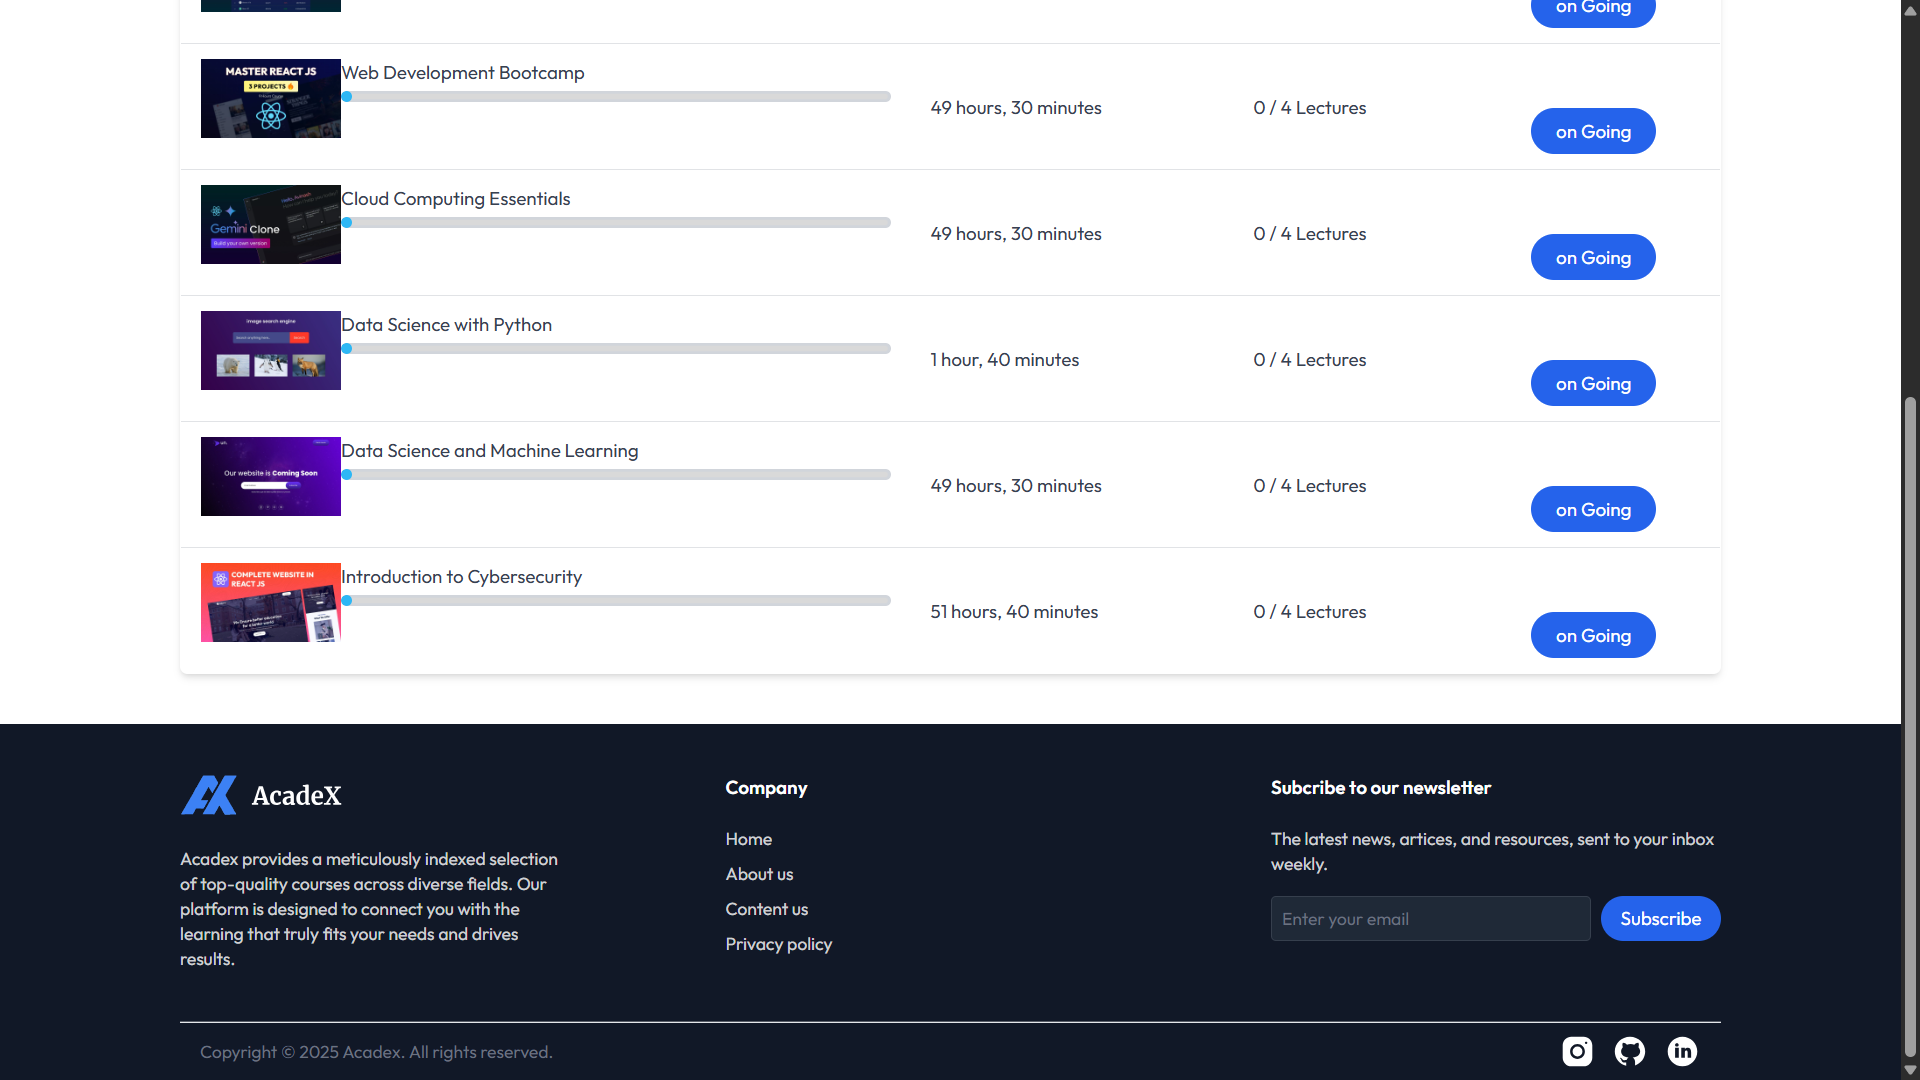 on Going
MASTER REACT JS
3 PROJECTS
Web Development Bootcamp
49 hours, 30 minutes
0 / 4 Lectures
on Going
Gemini Clone
Build your own version
Cloud Computing Essentials
49 hours, 30 minutes
0 / 4 Lectures
on Going
Image search engine
Data Science with Python
1 hour, 40 minutes
0 / 4 Lectures
on Going
Our website is Coming Soon
Data Science and Machine Learning
49 hours, 30 minutes
0 / 4 Lectures
on Going
COMPLETE WEBSITE IN
REACT JS
Introduction to Cybersecurity
51 hours, 40 minutes
0 / 4 Lectures
on Going
AcadeX
Acadex provides a meticulously indexed selection
of top-quality courses across diverse fields. Our
platform is designed to connect you with the
learning that truly fits your needs and drives
results.
Company
Home
About us
Content us
Privacy policy
Subcribe to our newsletter
The latest news, artices, and resources, sent to your inbox
weekly.
Enter your email
Subscribe
Copyright © 2025 Acadex. All rights reserved.